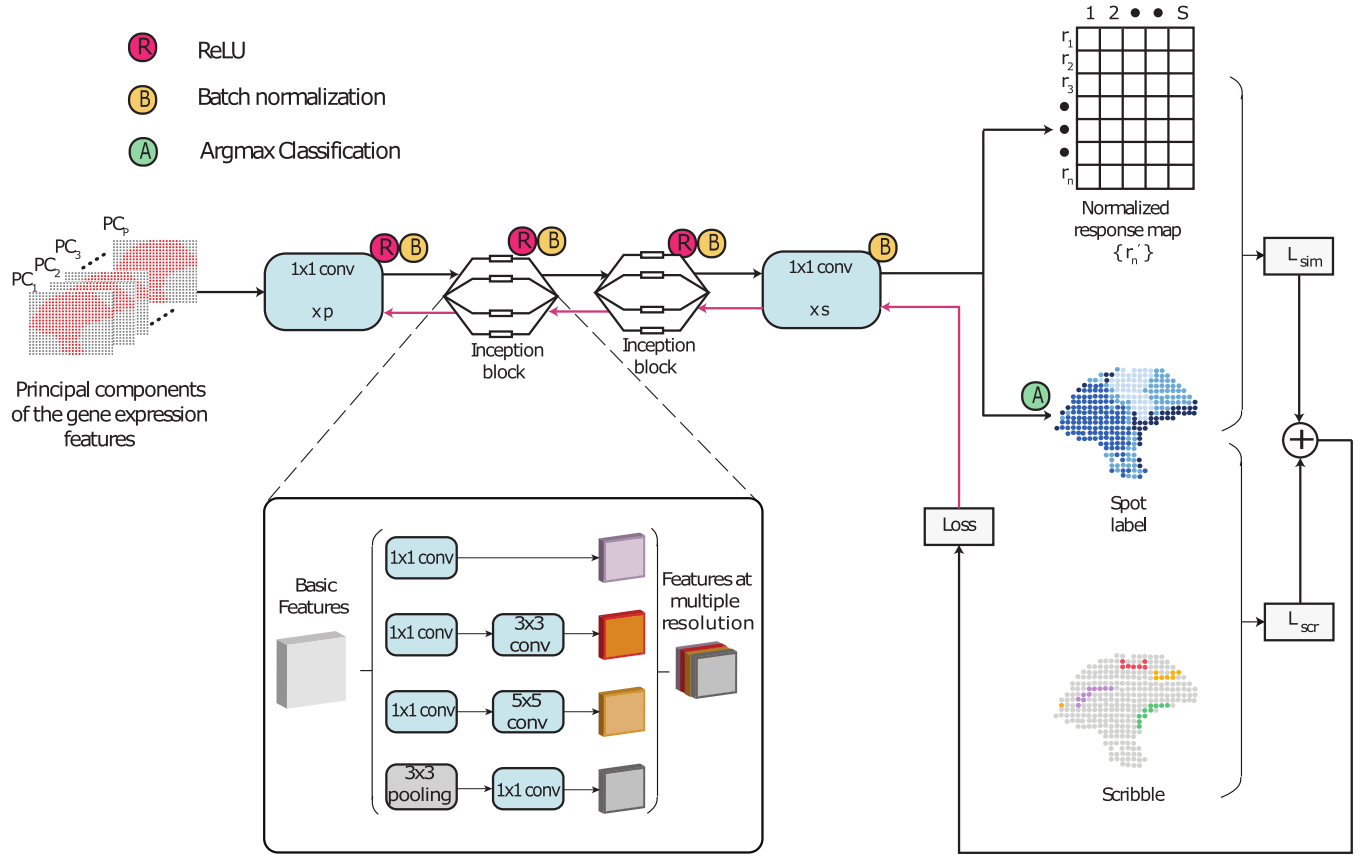 R ReLU
B Batch normalization
A Argmax Classification
1 2 S
r1
r2
r3
rn
Normalized
response map
{rn′}
PC1
PC2
PC3
PCp
Principal components
of the gene expression
features
1x1 conv
x p
R B
R B
Inception
block
R B
Inception
block
1x1 conv
x s
B
A
Spot
label
Lsim
+
Loss
Lscr
Scribble
Basic
Features
1x1 conv
1x1 conv
3x3
conv
1x1 conv
5x5
conv
3x3
pooling
1x1 conv
Features at
multiple
resolution